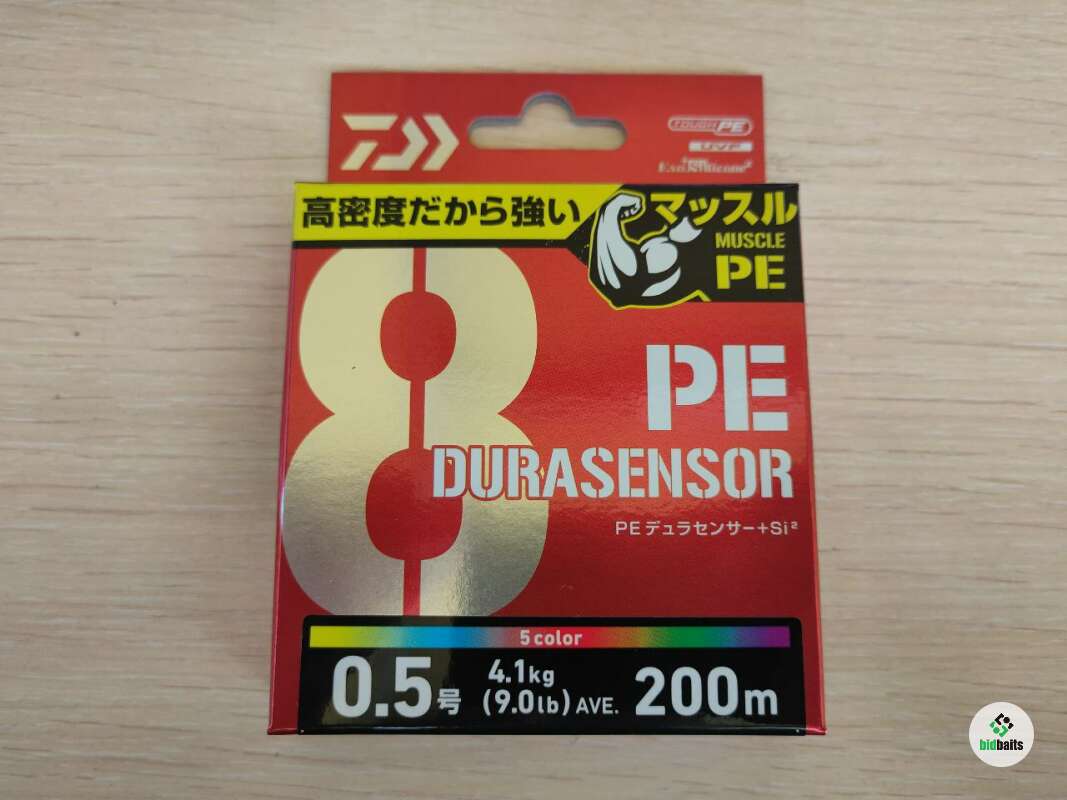 TOUGH PE
UVF
Evo Silicone²
高密度だから強い
マッスル
MUSCLE
PE
8
PE
DURASENSOR
PEデュラセンサー+Si²
5 color
0.5号
4.1kg
(9.0lb) AVE.
200m
bidbaits